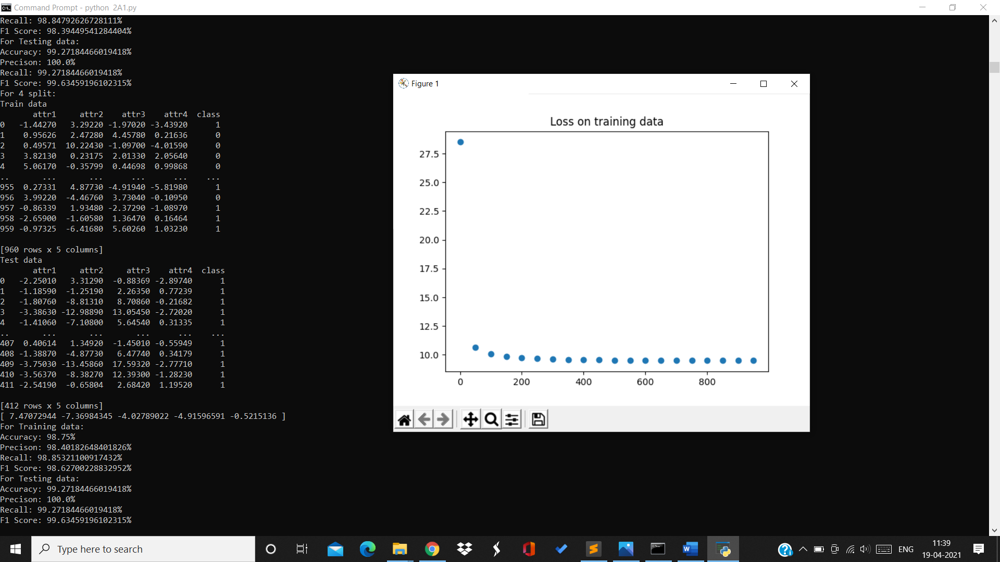 Command Prompt - python  2A1.py
Recall: 98.84792626728111%
F1 Score: 98.39449541284404%
For Testing data:
Accuracy: 99.27184466019418%
Precison: 100.0%
Recall: 99.27184466019418%
F1 Score: 99.63459196102315%
For 4 split:
Train data
attr1 attr2 attr3 attr4 class
0 -1.44270 3.29220 -1.97020 -3.43920 1
1 0.95626 2.47280 4.45780 0.21636 0
2 0.49571 10.22430 -1.09700 -4.01590 0
3 3.82130 0.23175 2.01330 2.05640 0
4 5.06170 -0.35799 0.44698 0.99868 0
.. ... ... ... ... ...
955 0.27331 4.87730 -4.91940 -5.81980 1
956 3.99220 -4.46760 3.73040 -0.10950 0
957 -0.86339 1.93480 -2.37290 -1.08970 1
958 -2.65900 -1.60580 1.36470 0.16464 1
959 -0.97325 -6.41680 5.60260 1.03230 1
[960 rows x 5 columns]
Test data
attr1 attr2 attr3 attr4 class
0 -2.25010 3.31290 -0.88369 -2.89740 1
1 -1.18590 -1.25190 2.26350 0.77239 1
2 -1.80760 -8.81310 8.70860 -0.21682 1
3 -3.38630 -12.98890 13.05450 -2.72020 1
4 -1.41060 -7.10800 5.64540 0.31335 1
.. ... ... ... ... ...
407 0.40614 1.34920 -1.45010 -0.55949 1
408 -1.38870 -4.87730 6.47740 0.34179 1
409 -3.75030 -13.45860 17.59320 -2.77710 1
410 -3.56370 -8.38270 12.39300 -1.28230 1
411 -2.54190 -0.65804 2.68420 1.19520 1
[412 rows x 5 columns]
[ 7.47072944 -7.36984345 -4.02789022 -4.91596591 -0.5215136 ]
For Training data:
Accuracy: 98.75%
Precison: 98.40182648401826%
Recall: 98.85321100917432%
F1 Score: 98.62700228832952%
For Testing data:
Accuracy: 99.27184466019418%
Precison: 100.0%
Recall: 99.27184466019418%
F1 Score: 99.63459196102315%
Figure 1
Loss on training data
27.5
25.0
22.5
20.0
17.5
15.0
12.5
10.0
0 200 400 600 800
Type here to search
ENG
11:39
19-04-2021